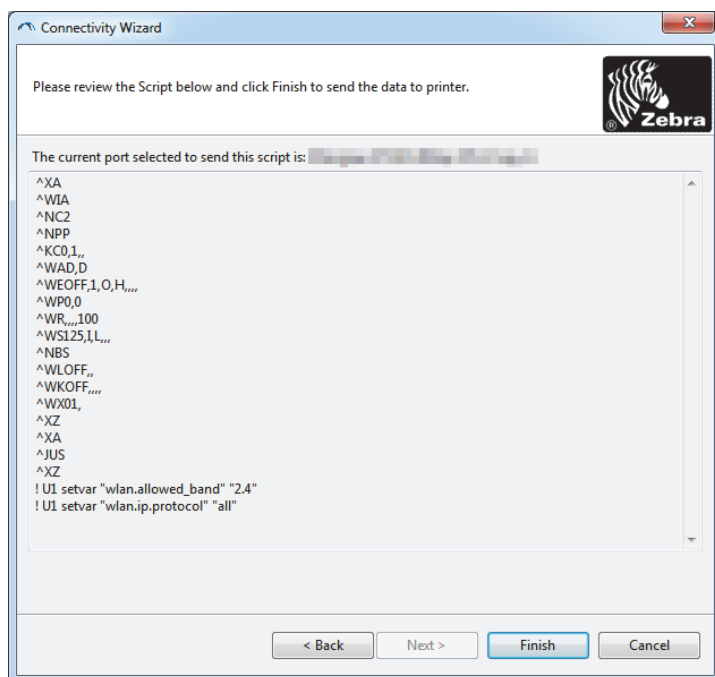 Connectivity Wizard
Please review the Script below and click Finish to send the data to printer.
® Zebra
The current port selected to send this script is:
^XA
^WIA
^NC2
^NPP
^KC0,1,,
^WAD,D
^WEOFF,1,O,H,,,,
^WP0,0
^WR,,,,100
^WS125,I,L,,,
^NBS
^WLOFF,,
^WKOFF,,,,
^WX01,
^XZ
^XA
^JUS
^XZ
! U1 setvar "wlan.allowed_band" "2.4"
! U1 setvar "wlan.ip.protocol" "all"
< Back
Next >
Finish
Cancel